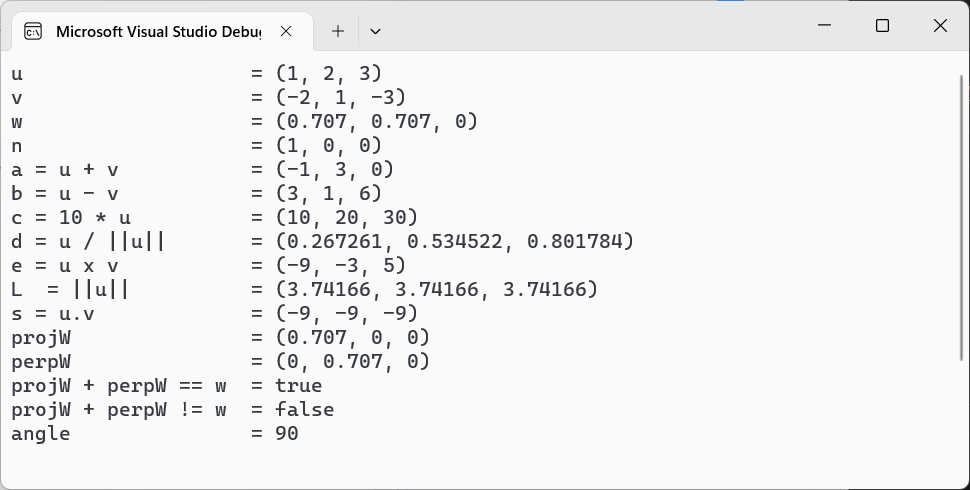 Microsoft Visual Studio Debu
u = (1, 2, 3)
v = (-2, 1, -3)
w = (0.707, 0.707, 0)
n = (1, 0, 0)
a = u + v = (-1, 3, 0)
b = u - v = (3, 1, 6)
c = 10 * u = (10, 20, 30)
d = u / ||u|| = (0.267261, 0.534522, 0.801784)
e = u x v = (-9, -3, 5)
L  = ||u|| = (3.74166, 3.74166, 3.74166)
s = u.v = (-9, -9, -9)
projW = (0.707, 0, 0)
perpW = (0, 0.707, 0)
projW + perpW == w = true
projW + perpW != w = false
angle = 90